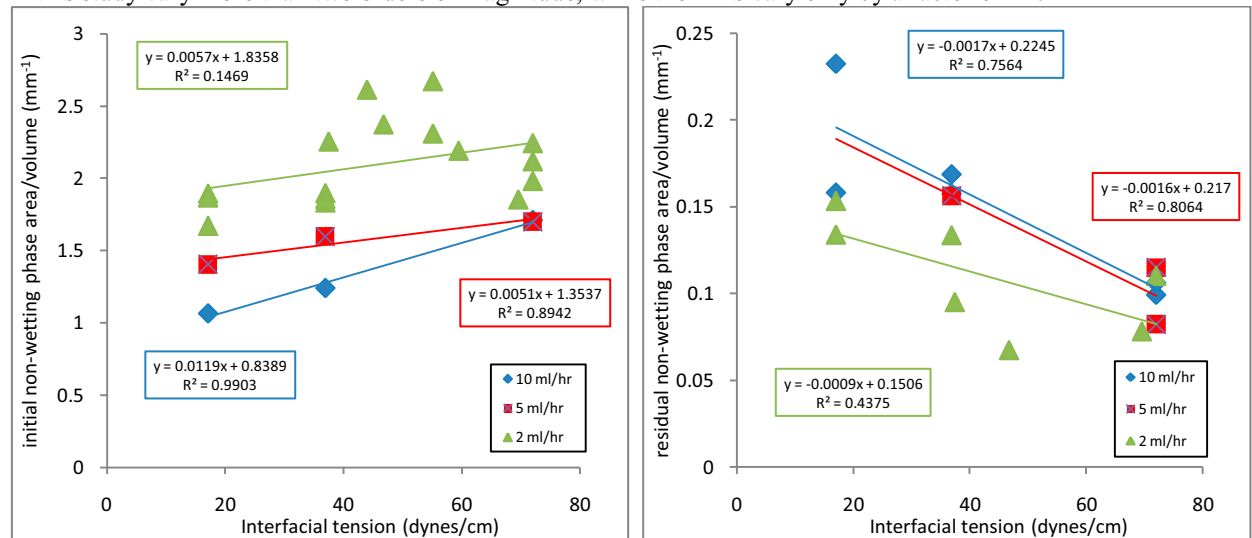 3
2.5
2
1.5
1
0.5
0
0
20
40
60
80
initial non-wetting phase area/volume (mm⁻¹)
Interfacial tension (dynes/cm)
y = 0.0057x + 1.8358
R² = 0.1469
y = 0.0051x + 1.3537
R² = 0.8942
y = 0.0119x + 0.8389
R² = 0.9903
10 ml/hr
5 ml/hr
2 ml/hr
0.25
0.2
0.15
0.1
0.05
0
0
20
40
60
80
residual non-wetting phase area/volume (mm⁻¹)
Interfacial tension (dynes/cm)
y = -0.0017x + 0.2245
R² = 0.7564
y = -0.0016x + 0.217
R² = 0.8064
y = -0.0009x + 0.1506
R² = 0.4375
10 ml/hr
5 ml/hr
2 ml/hr